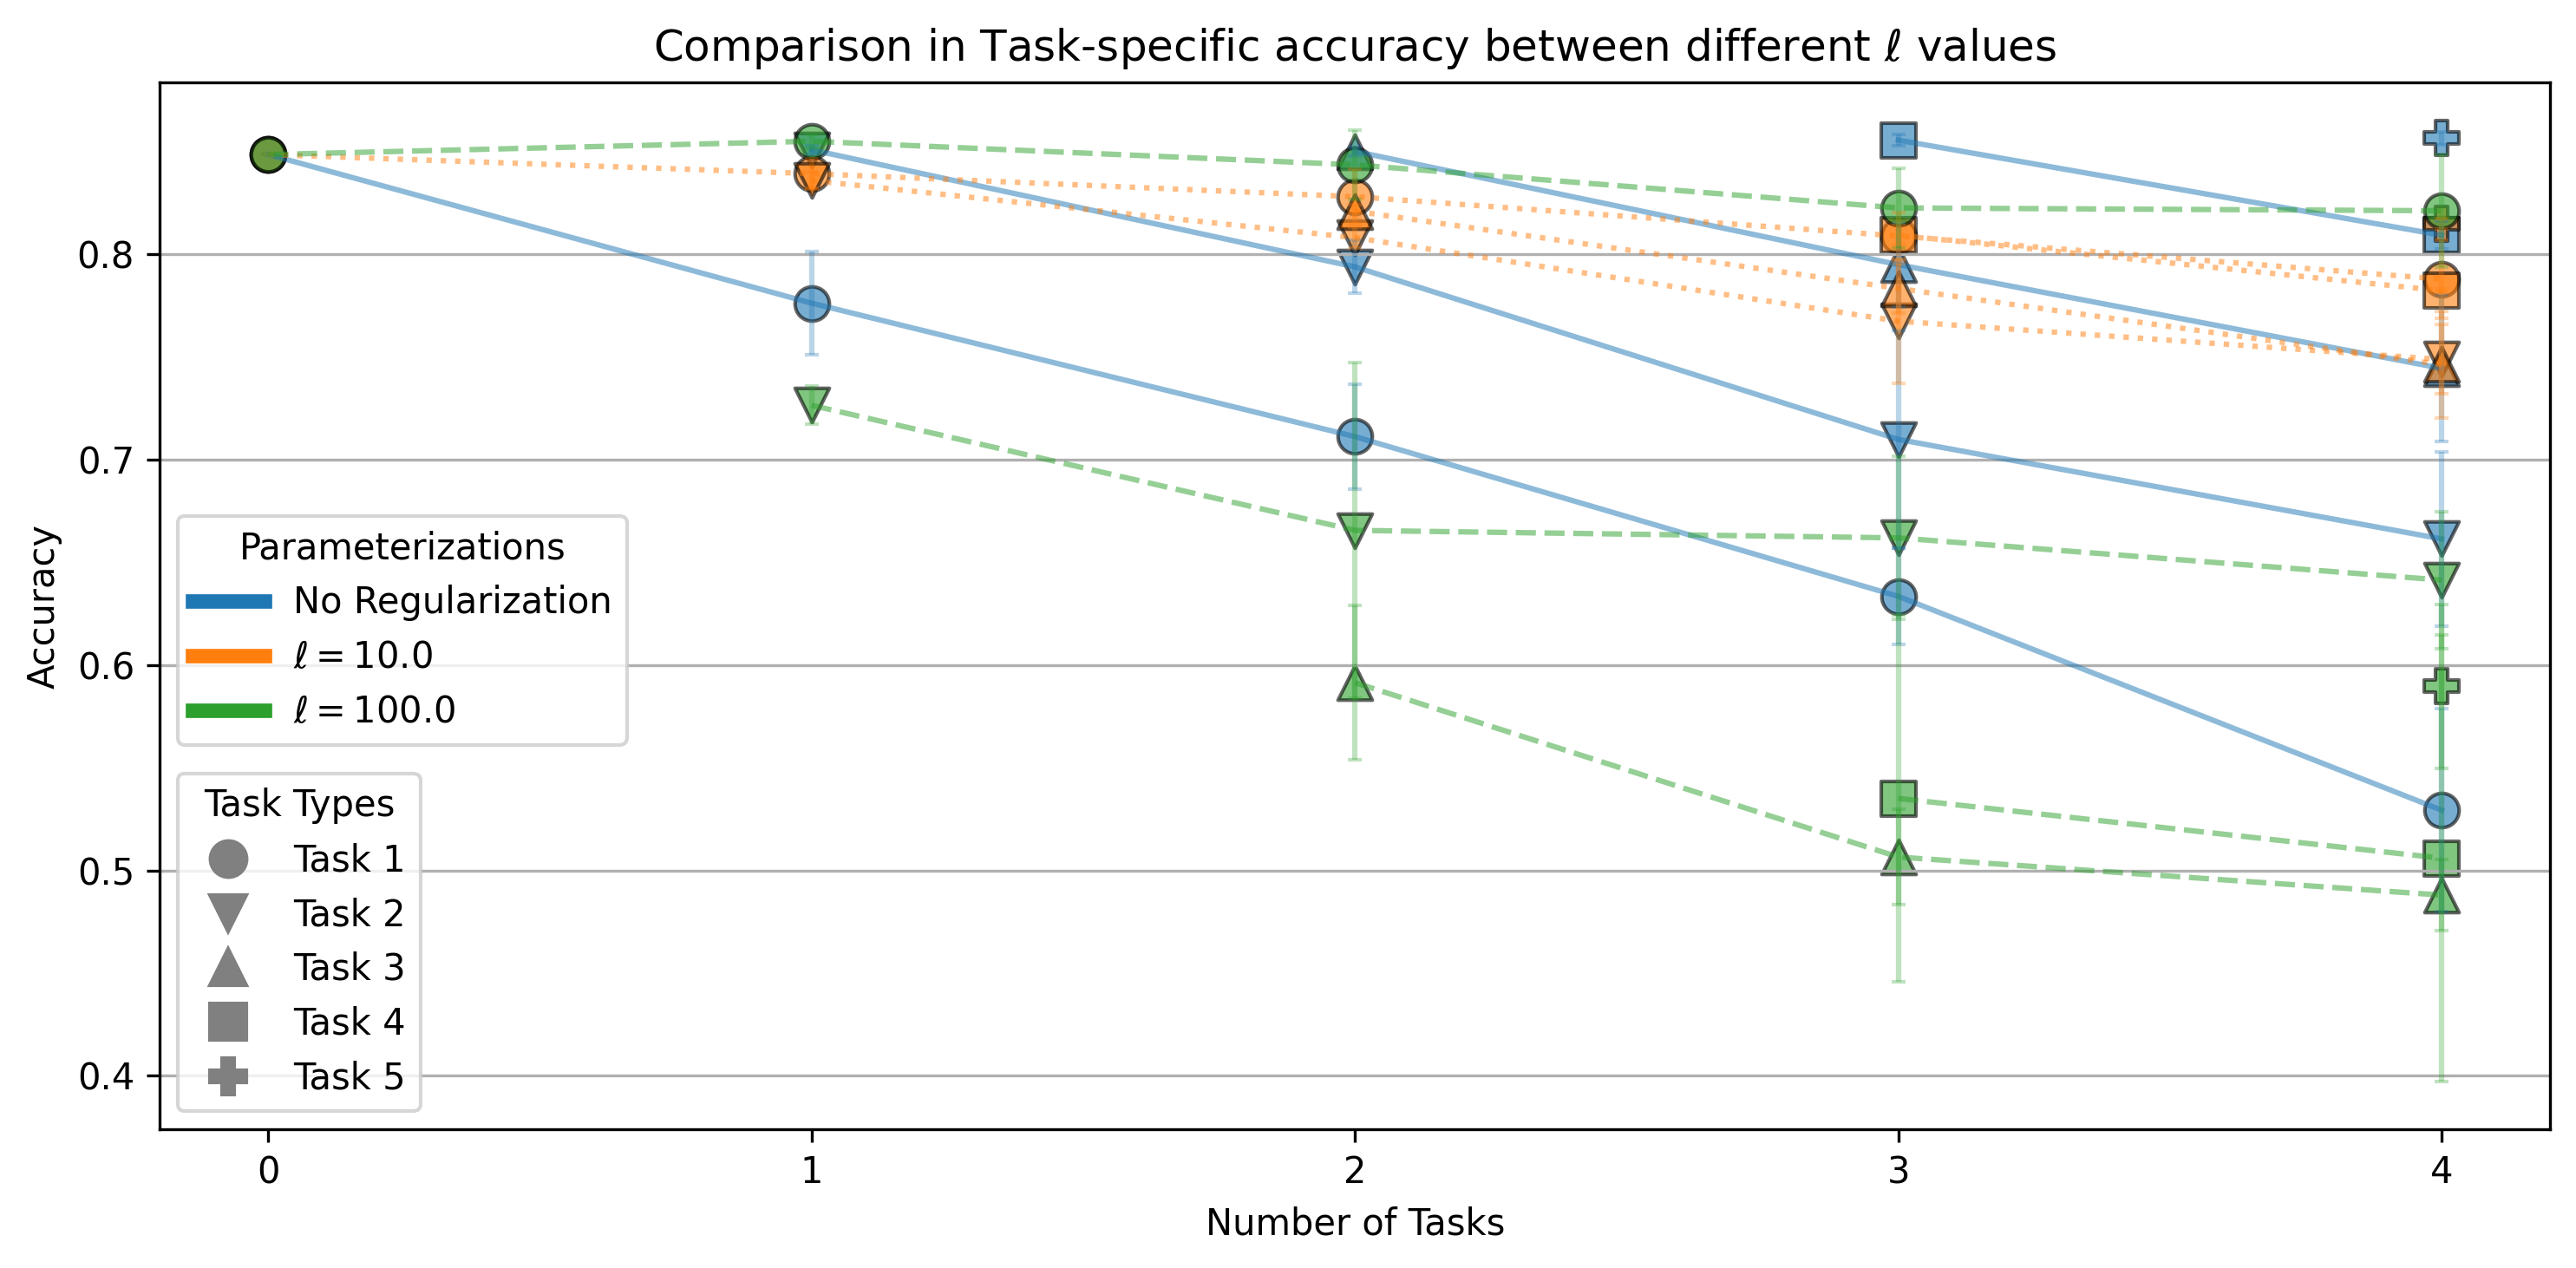 Comparison in Task-specific accuracy between different ℓ values
Accuracy
0.8
0.7
0.6
0.5
0.4
Parameterizations
No Regularization
ℓ = 10.0
ℓ = 100.0
Task Types
Task 1
Task 2
Task 3
Task 4
Task 5
0 1 2 3 4
Number of Tasks